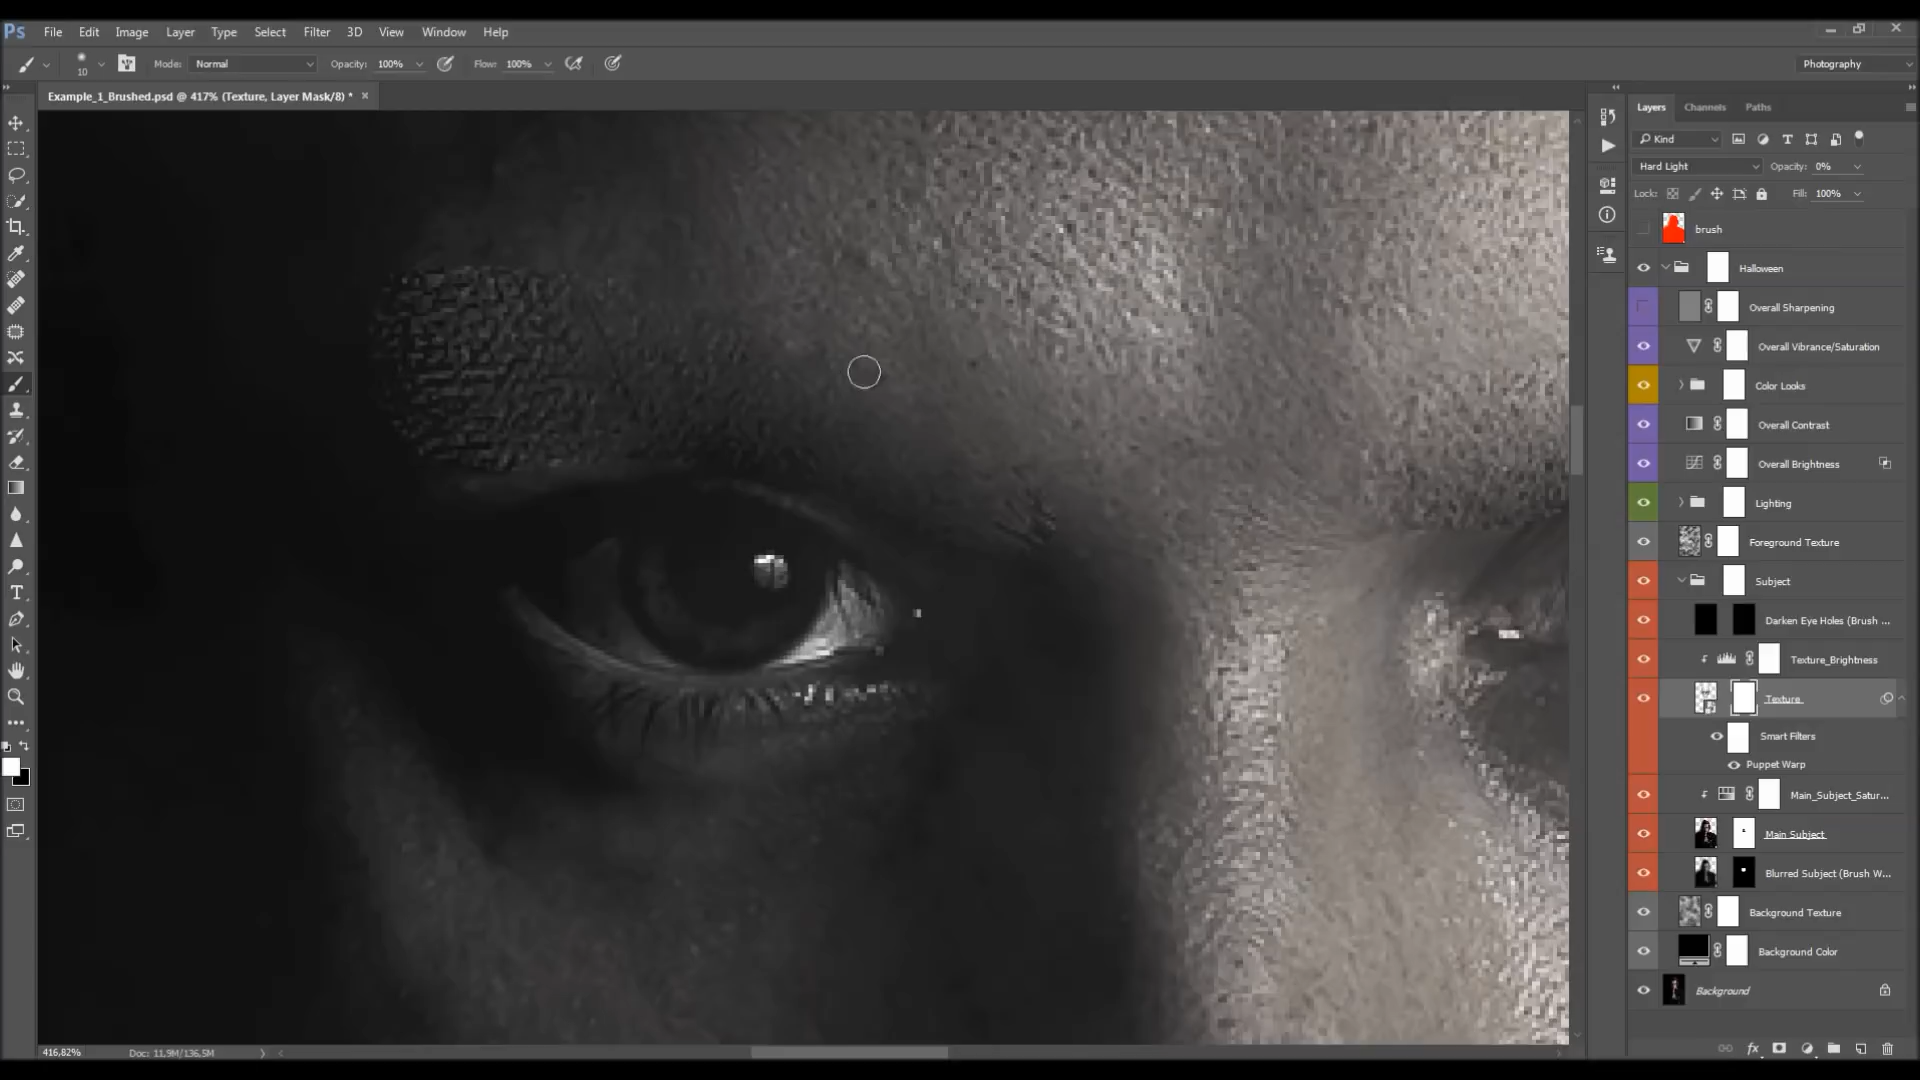 Ps File Edit Image Layer Type Select Filter 3D View Window Help
10 Mode: Normal Opacity: 100% Flow: 100% Photography
Example_1_Brushed.psd @ 417% (Texture, Layer Mask/8) *
Layers Channels Paths
Kind
Hard Light Opacity: 0%
Lock: Fill: 100%
brush
Halloween
Overall Sharpening
Overall Vibrance/Saturation
Color Looks
Overall Contrast
Overall Brightness
Lighting
Foreground Texture
Subject
Darken Eye Holes (Brush ...
Texture_Brightness
Texture
Smart Filters
Puppet Warp
Main_Subject_Satur...
Main Subject
Blurred Subject (Brush W...
Background Texture
Background Color
Background
416,82% Doc: 11,9M/136,5M